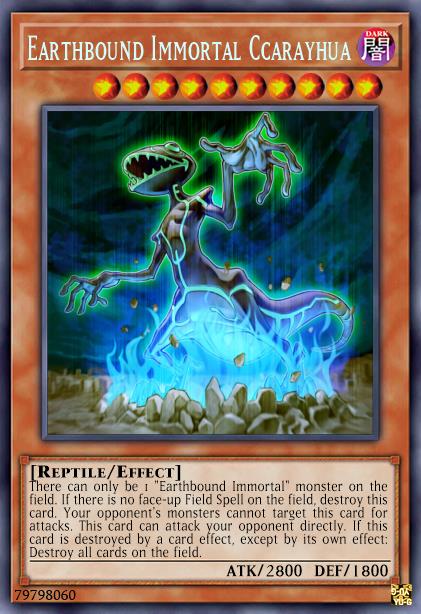 Earthbound Immortal Ccarayhua
DARK
闇
[Reptile/Effect]
There can only be 1 "Earthbound Immortal" monster on the
field. If there is no face-up Field Spell on the field, destroy this
card. Your opponent's monsters cannot target this card for
attacks. This card can attack your opponent directly. If this
card is destroyed by a card effect, except by its own effect:
Destroy all cards on the field.
ATK/2800 DEF/1800
79798060